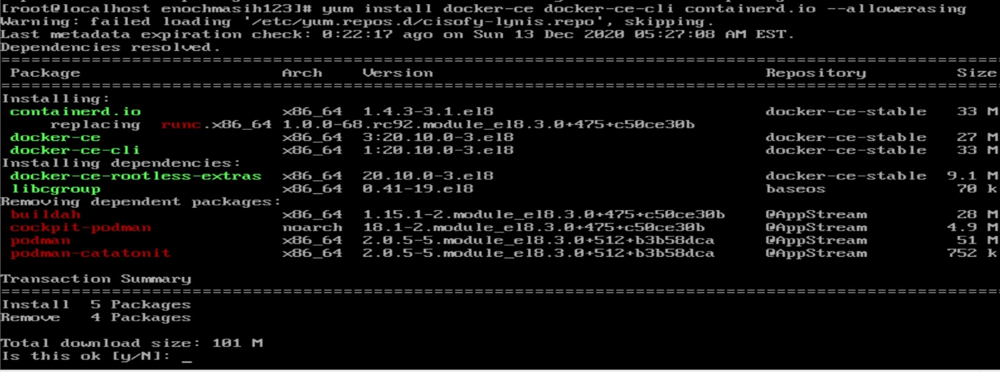 [root@localhost enochmasih123]# yum install docker-ce docker-ce-cli containerd.io --allowerasing
Warning: failed loading '/etc/yum.repos.d/cisofy-lynis.repo', skipping.
Last metadata expiration check: 0:22:17 ago on Sun 13 Dec 2020 05:27:08 AM EST.
Dependencies resolved.
Package Arch Version Repository Size
Installing:
containerd.io x86_64 1.4.3-3.1.el8 docker-ce-stable 33 M
replacing runc.x86_64 1.0.0-68.rc92.module_el8.3.0+475+c50ce30b
docker-ce x86_64 3:20.10.0-3.el8 docker-ce-stable 27 M
docker-ce-cli x86_64 1:20.10.0-3.el8 docker-ce-stable 33 M
Installing dependencies:
docker-ce-rootless-extras x86_64 20.10.0-3.el8 docker-ce-stable 9.1 M
libcgroup x86_64 0.41-19.el8 baseos 70 k
Removing dependent packages:
buildah x86_64 1.15.1-2.module_el8.3.0+475+c50ce30b @AppStream 28 M
cockpit-podman noarch 18.1-2.module_el8.3.0+475+c50ce30b @AppStream 4.9 M
podman x86_64 2.0.5-5.module_el8.3.0+512+b3b58dca @AppStream 51 M
podman-catatonit x86_64 2.0.5-5.module_el8.3.0+512+b3b58dca @AppStream 752 k
Transaction Summary
Install 5 Packages
Remove 4 Packages
Total download size: 101 M
Is this ok [y/N]: _